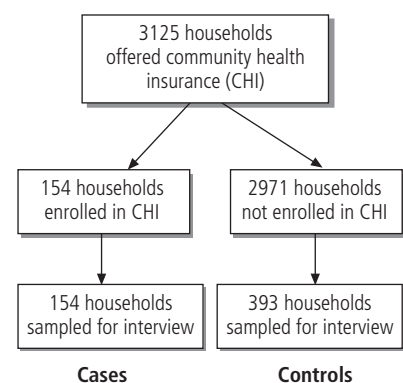 3125 households
offered community health
insurance (CHI)
154 households
enrolled in CHI
2971 households
not enrolled in CHI
154 households
sampled for interview
393 households
sampled for interview
Cases
Controls